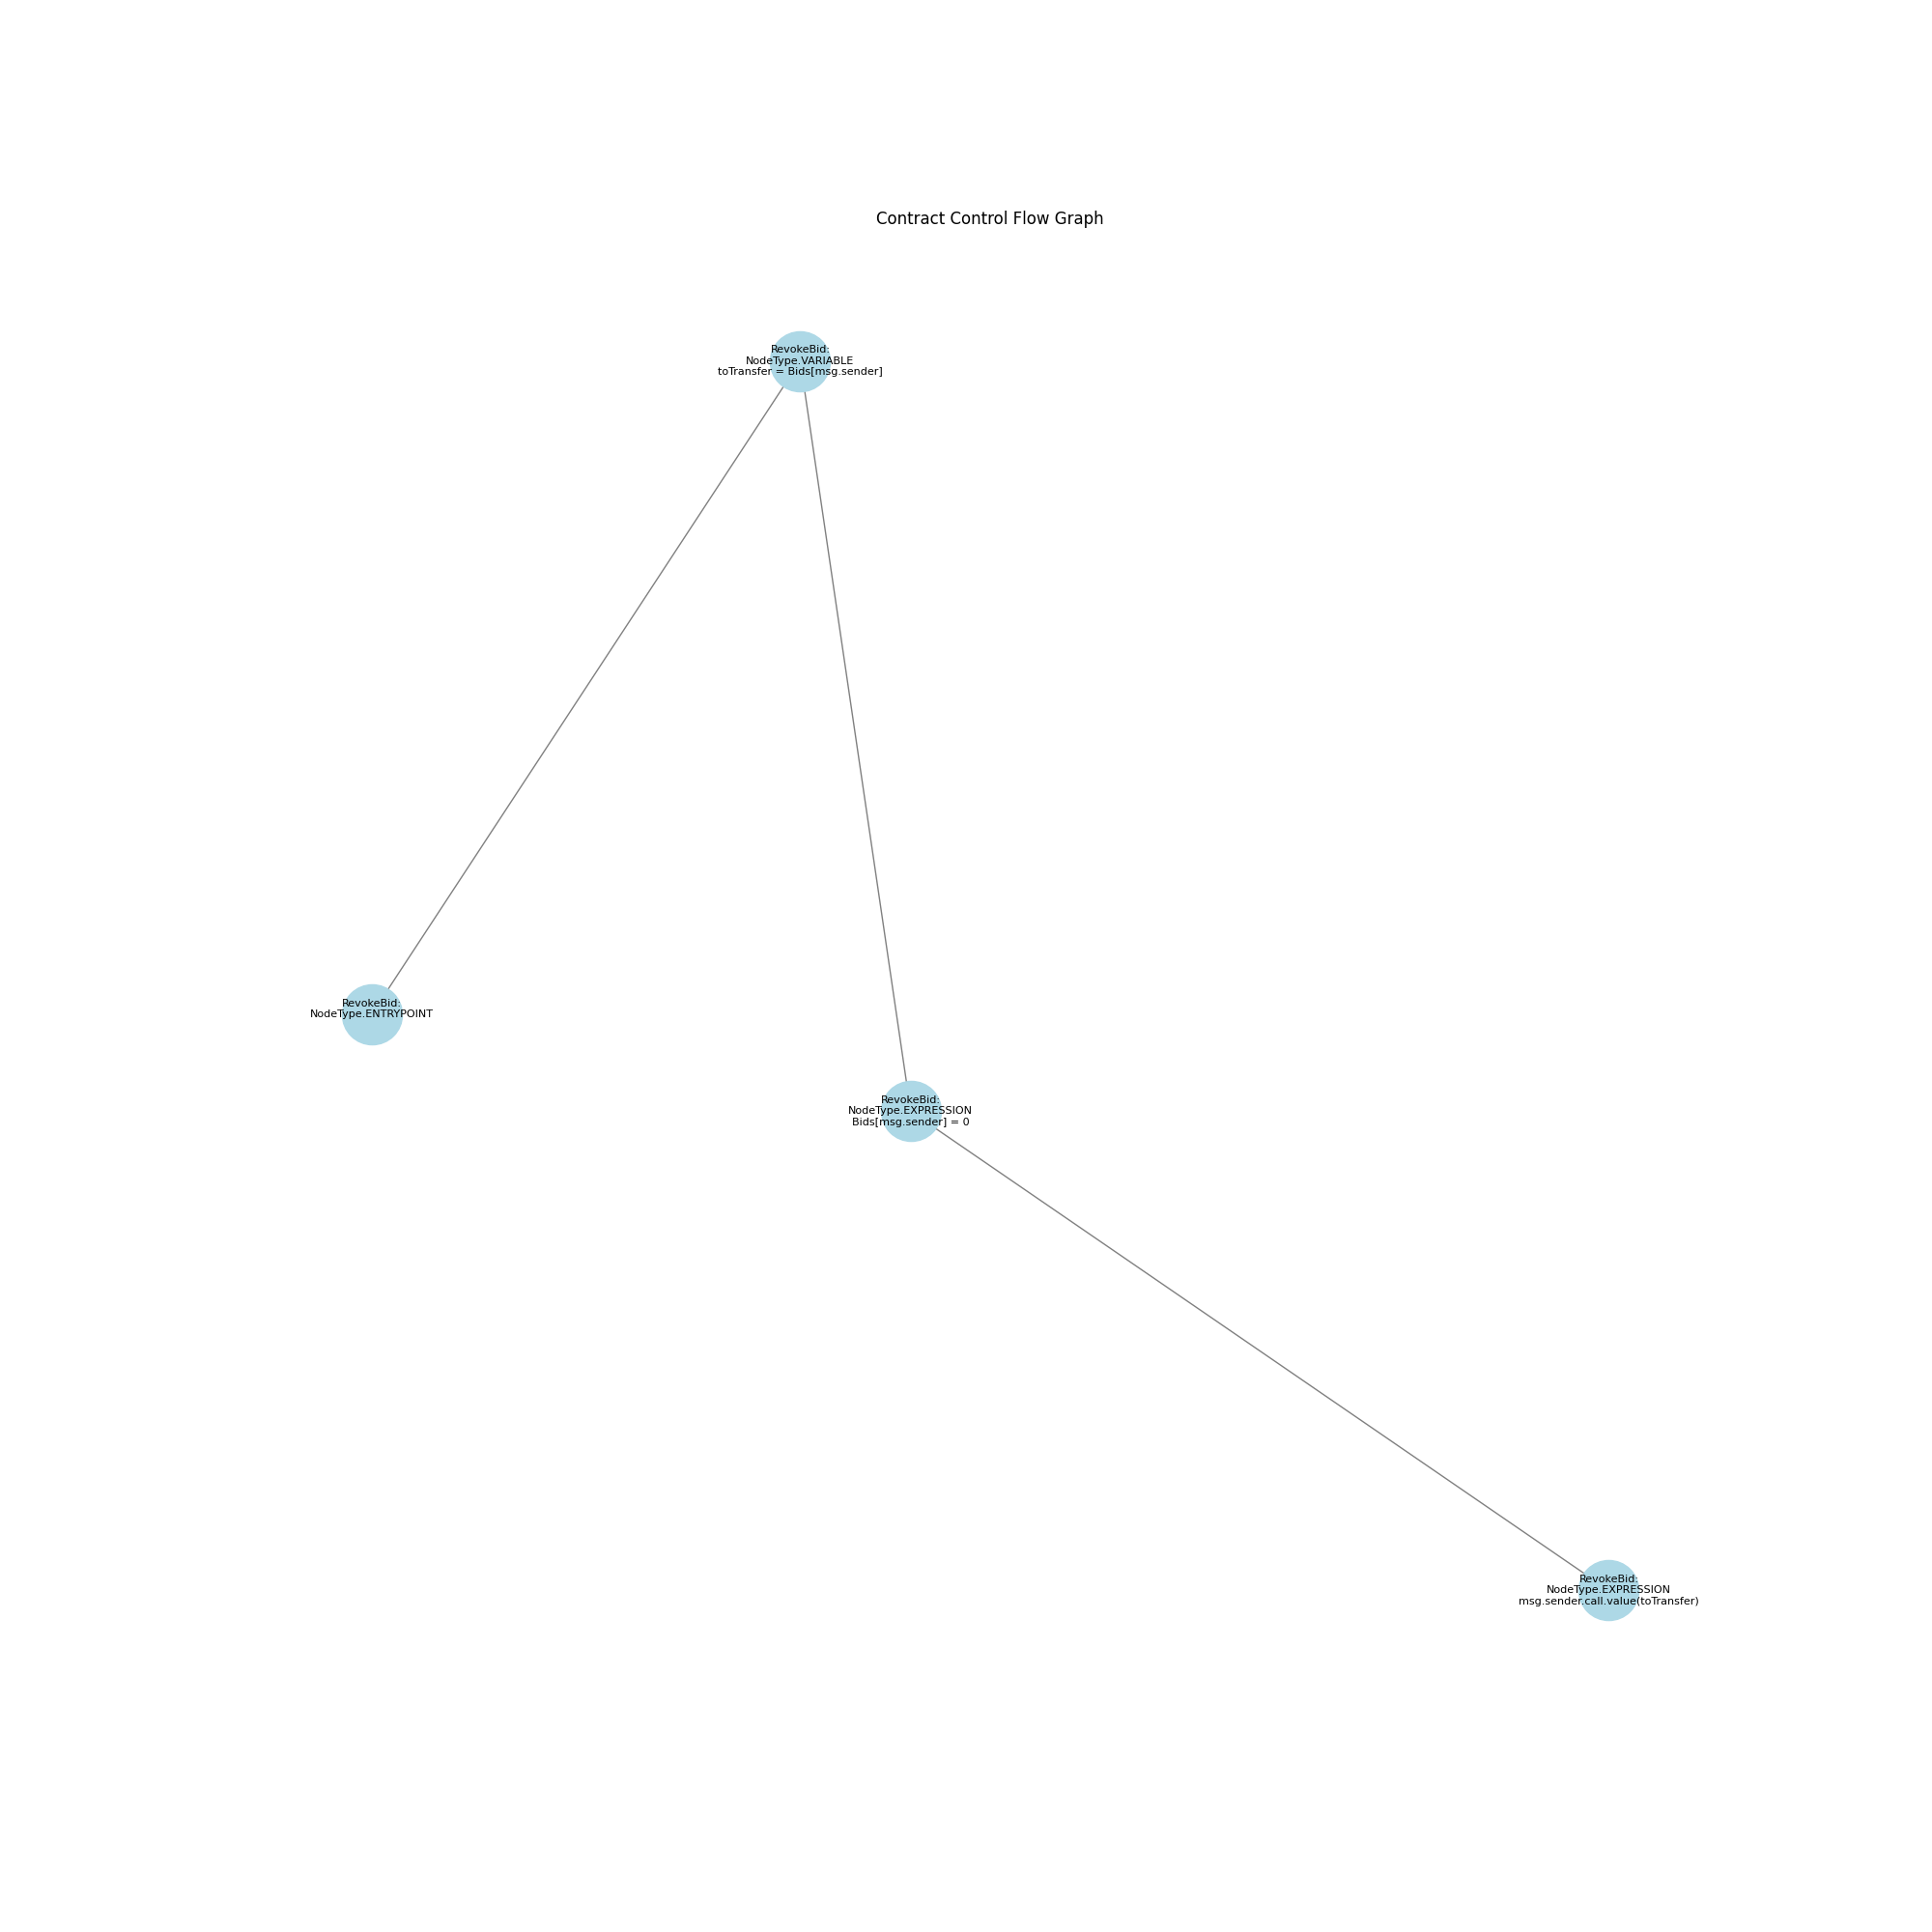 Contract Control Flow Graph
RevokeBid:
NodeType.VARIABLE
toTransfer = Bids[msg.sender]
RevokeBid:
NodeType.ENTRYPOINT
RevokeBid:
NodeType.EXPRESSION
Bids[msg.sender] = 0
RevokeBid:
NodeType.EXPRESSION
msg.sender.call.value(toTransfer)